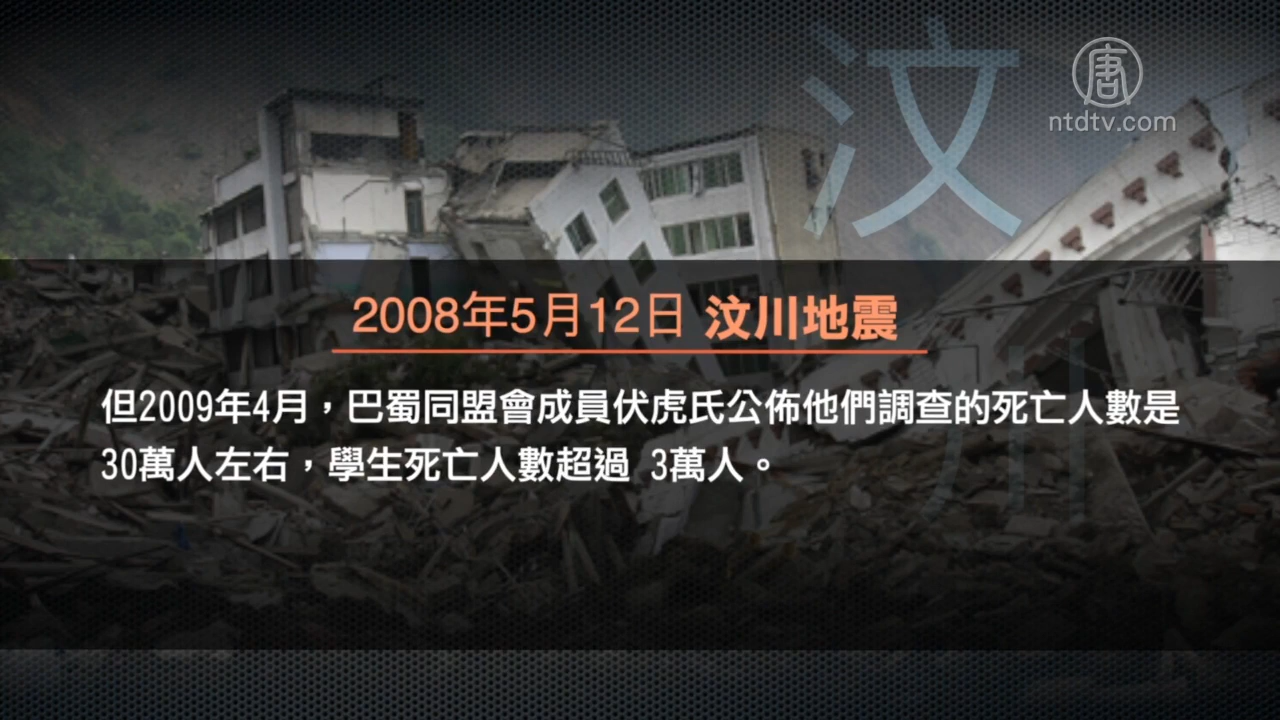 汶
唐
ntdtv.com
川
2008年5月12日 汶川地震
但2009年4月，巴蜀同盟會成員伏虎氏公佈他們調查的死亡人數是
30萬人左右，學生死亡人數超過 3萬人。